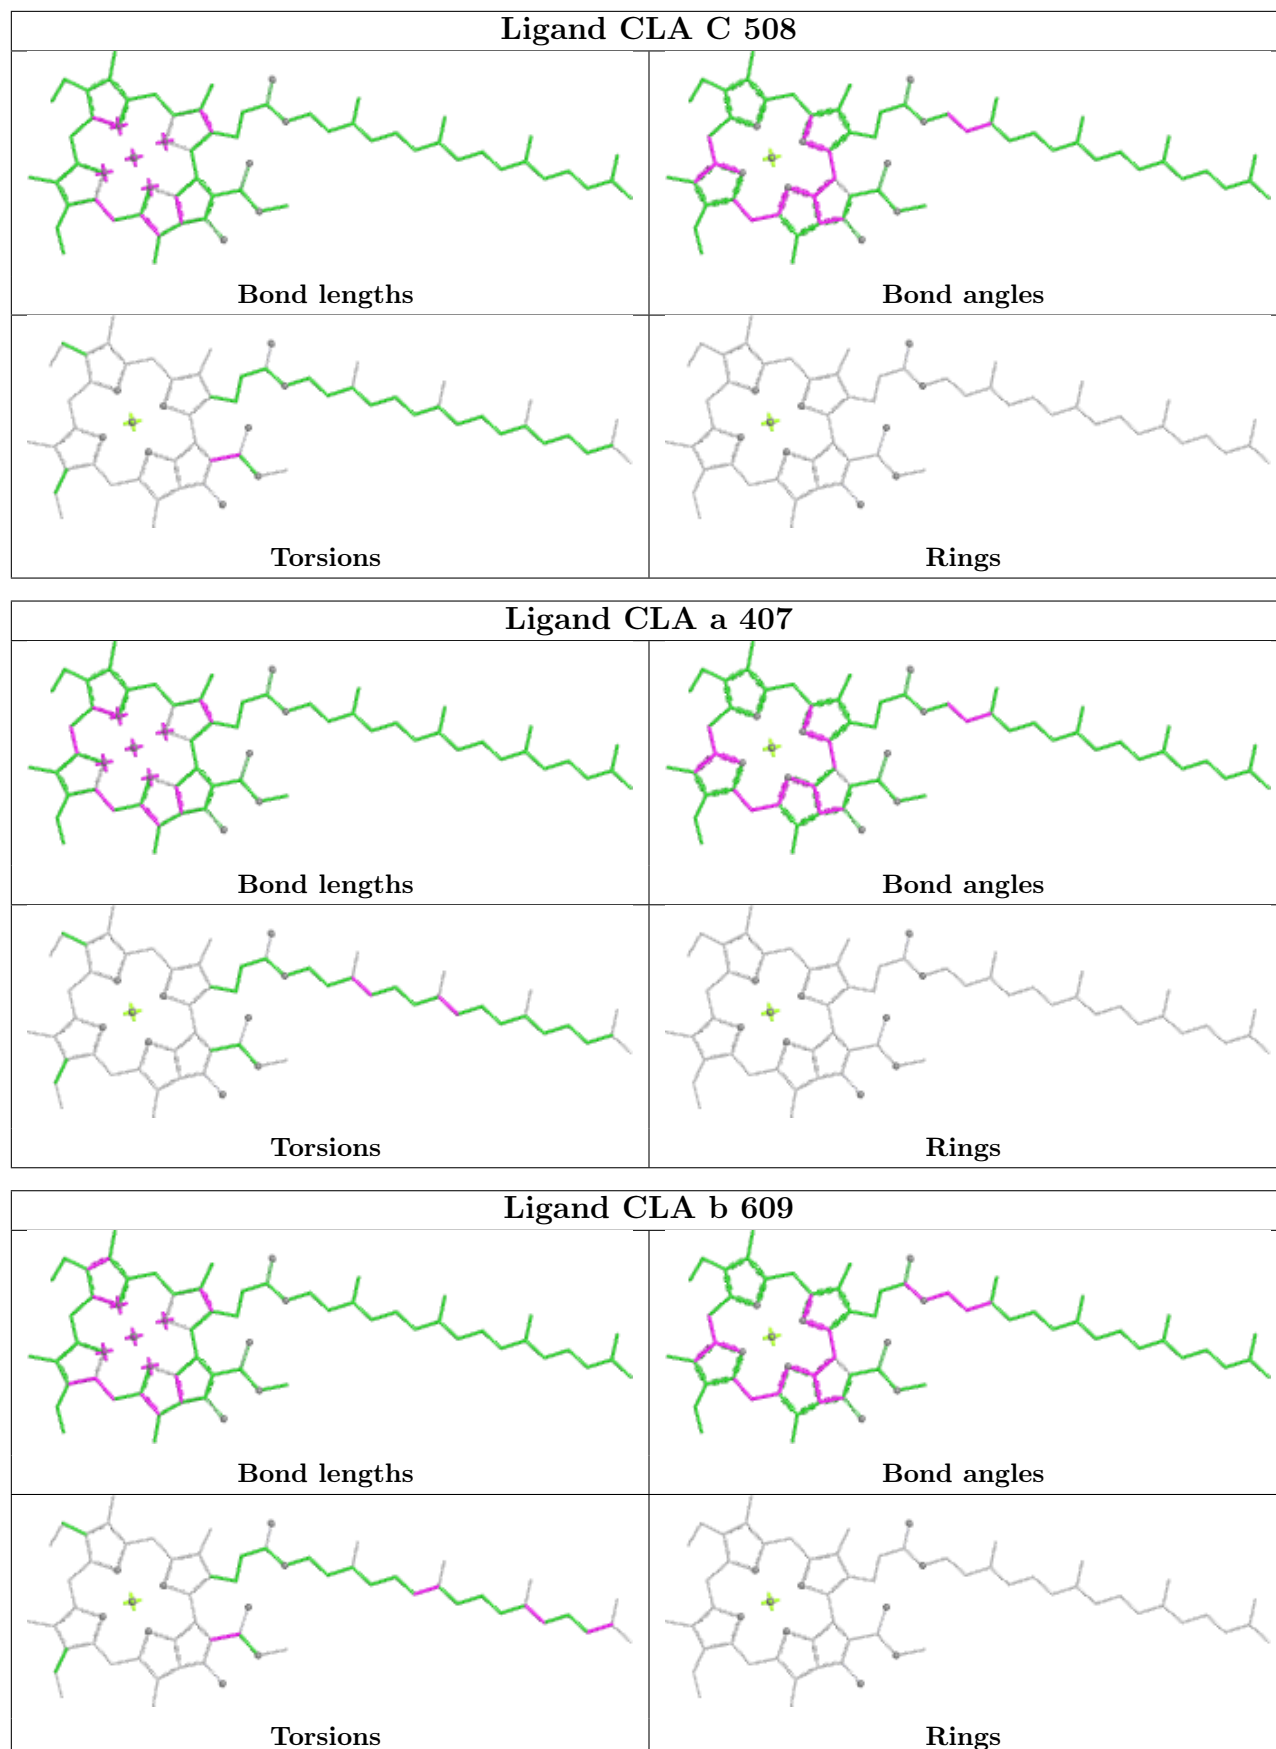 Ligand CLA C 508
Bond lengths
Bond angles
Torsions
Rings
Ligand CLA a 407
Bond lengths
Bond angles
Torsions
Rings
Ligand CLA b 609
Bond lengths
Bond angles
Torsions
Rings